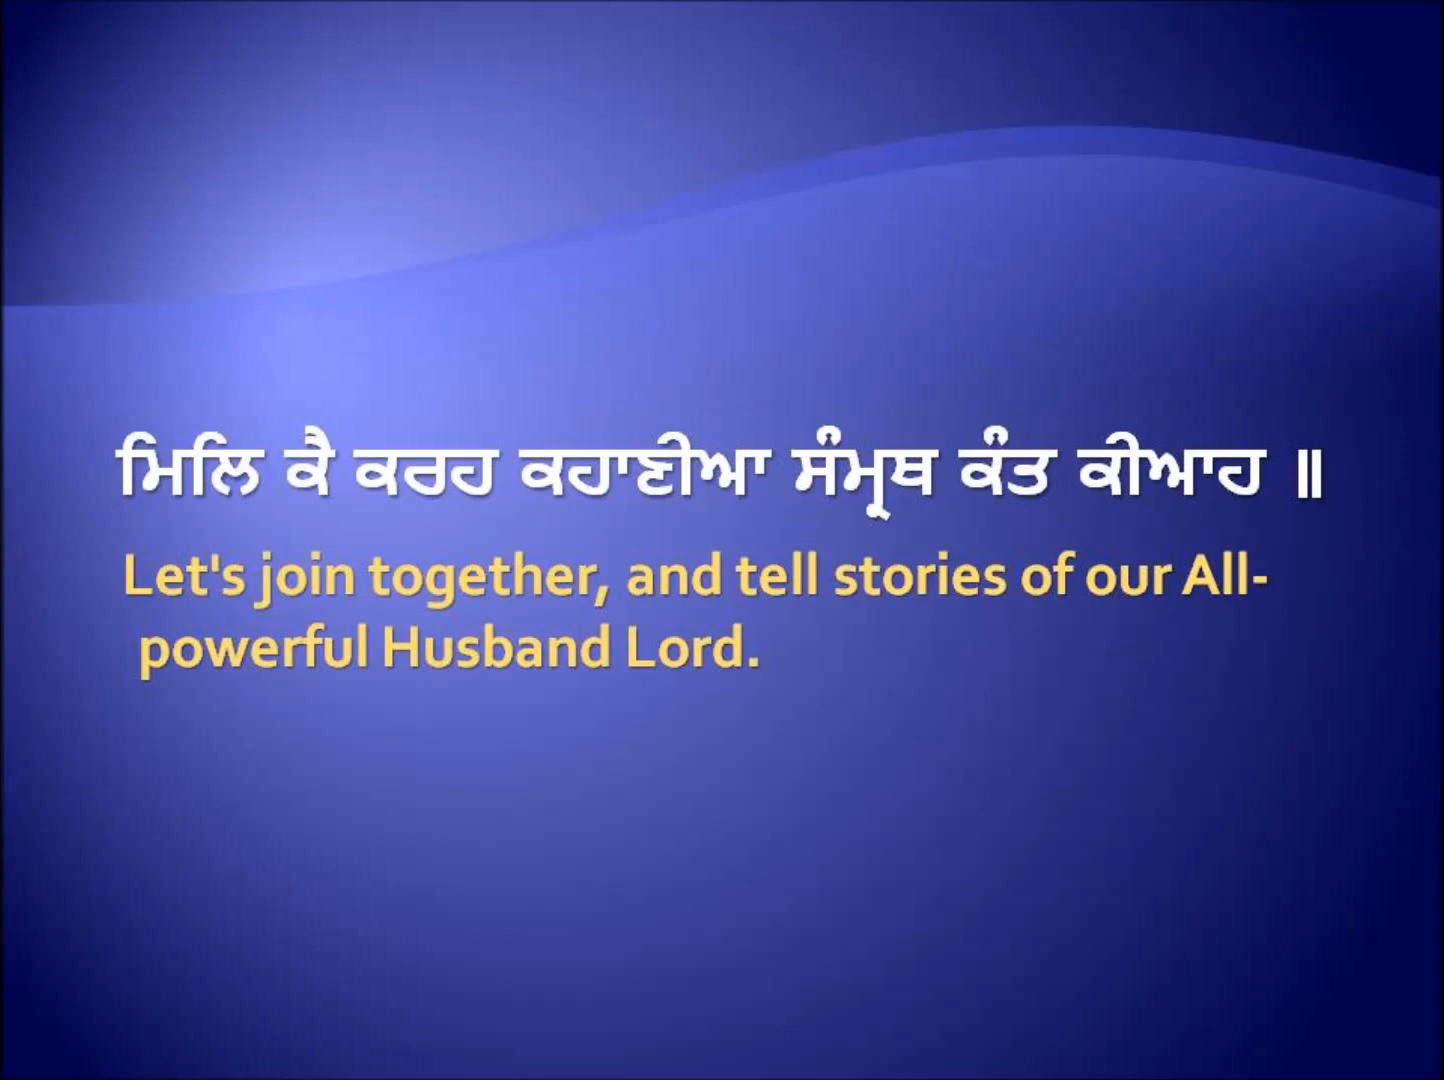 ਮਿਲਿ ਕੈ ਕਰਹ ਕਹਾਣੀਆ ਸੰਮ੍ਰਥ ਕੰਤ ਕੀਆਹ ॥
Let's join together, and tell stories of our All-
powerful Husband Lord.